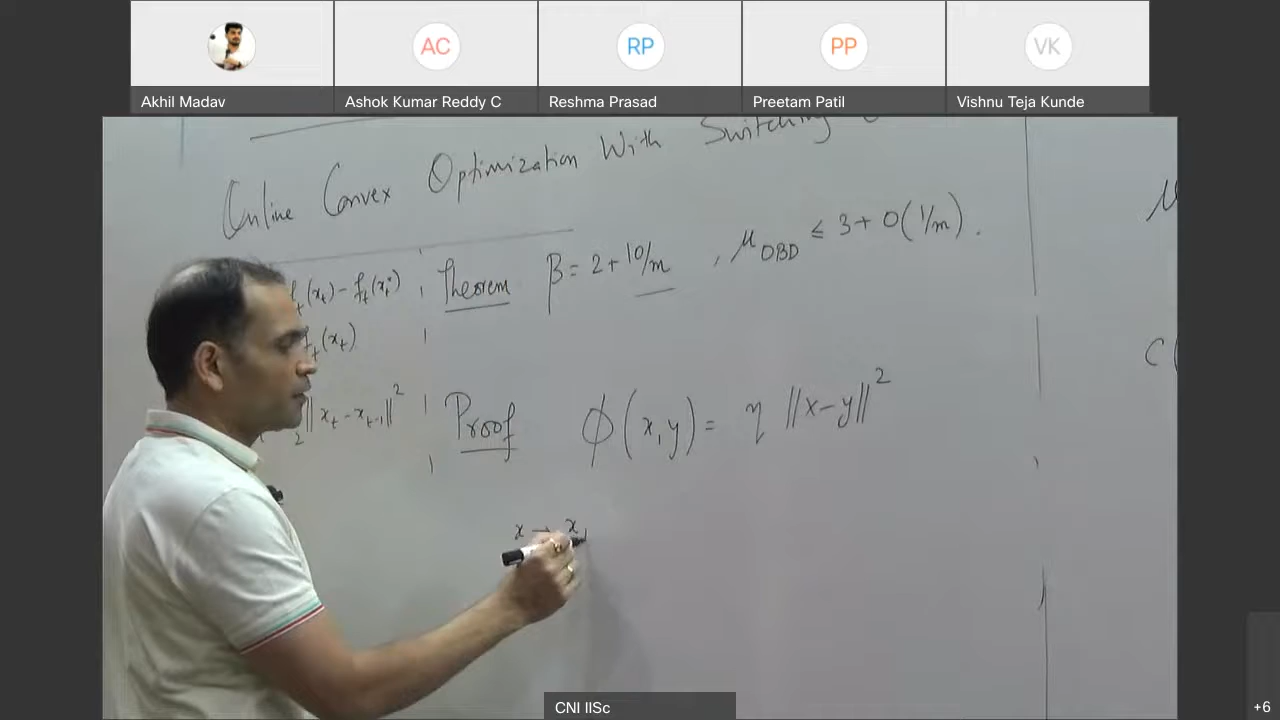 AC
RP
PP
VK
Akhil Madav
Ashok Kumar Reddy C
Reshma Prasad
Preetam Patil
Vishnu Teja Kunde
Online Convex Optimization With Switching
(x_t) - f_t(x_t^*)
Theorem β = 2 + 10/m , μ_OBD ≤ 3 + O(1/m).
f_t(x_t)
2 ||x_t - x_{t-1}||^2
Proof φ(x,y) = η ||x-y||^2
x → x
μ
C(
CNI IISc
+6